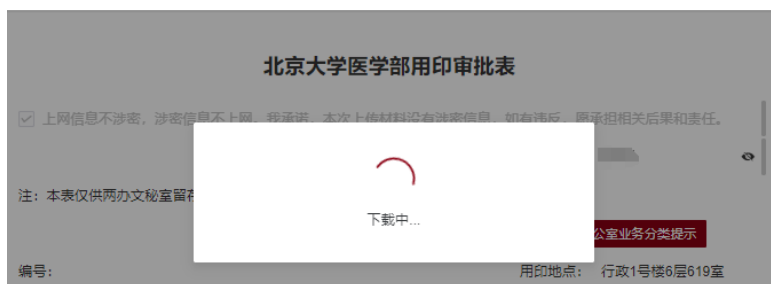 北京大学医学部用印审批表
上网信息不涉密，涉密信息不上网。我承诺，本次上传材料没有涉密信息，如有违反，愿承担相关后果和责任。
注：本表仅供两办文秘室留存
下载中...
公室业务分类提示
编号： 用印地点： 行政1号楼6层619室